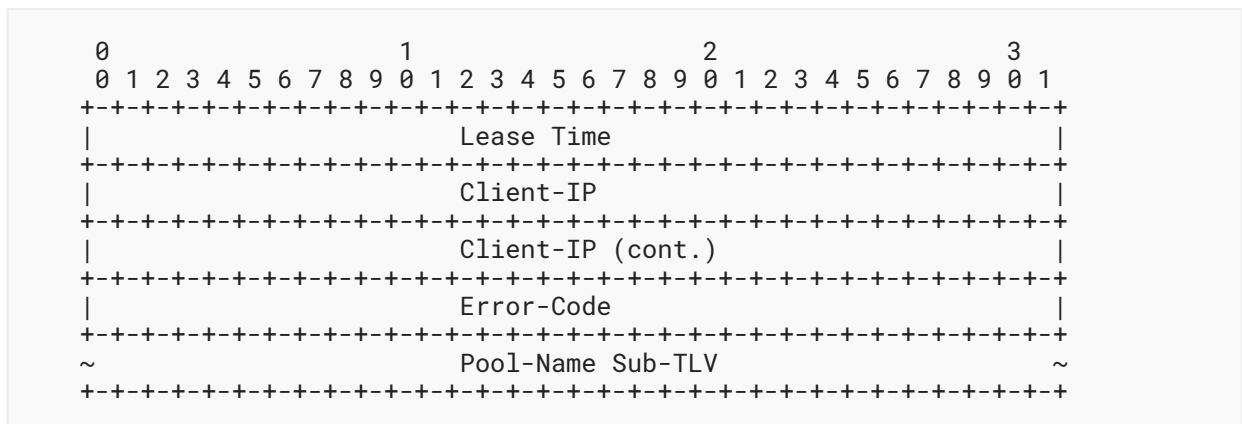 0                   1                   2                   3
 0 1 2 3 4 5 6 7 8 9 0 1 2 3 4 5 6 7 8 9 0 1 2 3 4 5 6 7 8 9 0 1
+-+-+-+-+-+-+-+-+-+-+-+-+-+-+-+-+-+-+-+-+-+-+-+-+-+-+-+-+-+-+-+-+
|                        Lease Time                             |
+-+-+-+-+-+-+-+-+-+-+-+-+-+-+-+-+-+-+-+-+-+-+-+-+-+-+-+-+-+-+-+-+
|                        Client-IP                              |
+-+-+-+-+-+-+-+-+-+-+-+-+-+-+-+-+-+-+-+-+-+-+-+-+-+-+-+-+-+-+-+-+
|                        Client-IP (cont.)                      |
+-+-+-+-+-+-+-+-+-+-+-+-+-+-+-+-+-+-+-+-+-+-+-+-+-+-+-+-+-+-+-+-+
|                        Error-Code                             |
+-+-+-+-+-+-+-+-+-+-+-+-+-+-+-+-+-+-+-+-+-+-+-+-+-+-+-+-+-+-+-+-+
~                        Pool-Name Sub-TLV                      ~
+-+-+-+-+-+-+-+-+-+-+-+-+-+-+-+-+-+-+-+-+-+-+-+-+-+-+-+-+-+-+-+-+